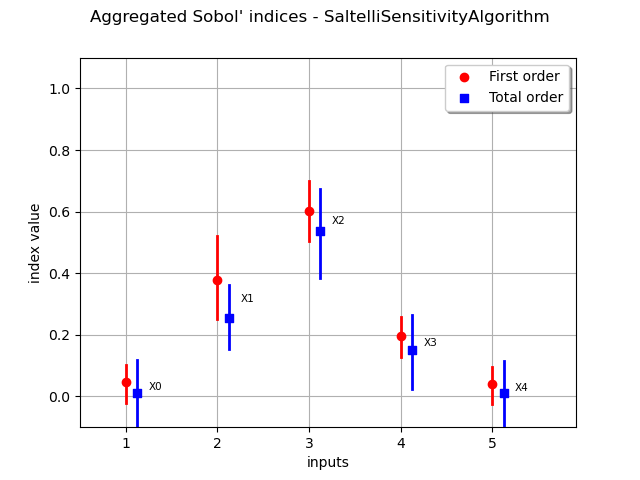 Aggregated Sobol' indices - SaltelliSensitivityAlgorithm
First order
Total order
1.0
0.8
0.6
0.4
0.2
0.0
index value
X0
X1
X2
X3
X4
1 2 3 4 5
inputs